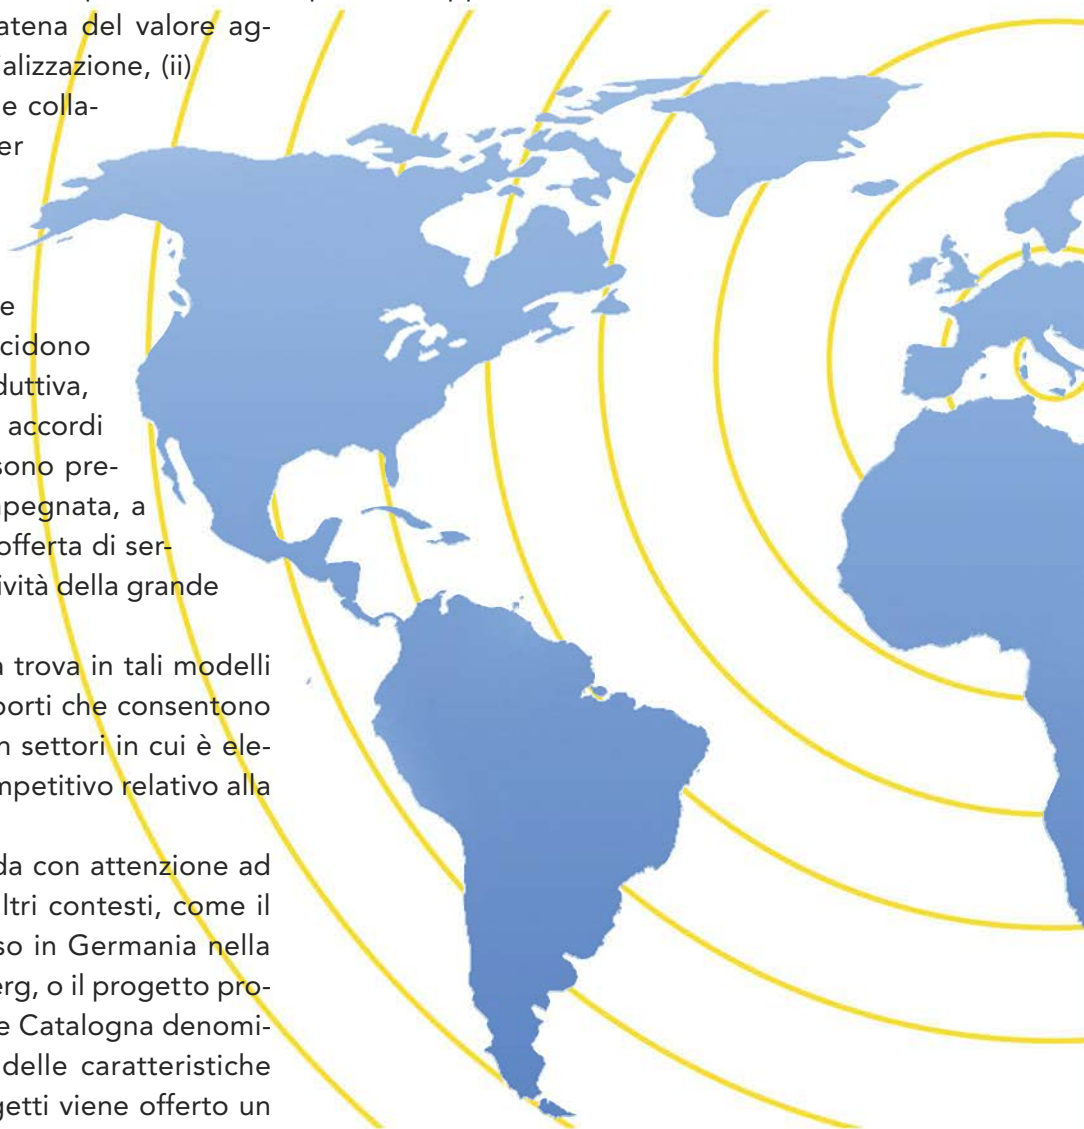 atena del valore ag-
alizzazione, (ii)
e colla-
er
e
cidono
duttiva,
accordi
sono pre-
pegnata, a
offerta di ser-
ività della grande
a trova in tali modelli
porti che consentono
n settori in cui è ele-
mpetitivo relativo alla
da con attenzione ad
ltri contesti, come il
so in Germania nella
erg, o il progetto pro-
e Catalogna denomi-
delle caratteristiche
getti viene offerto un